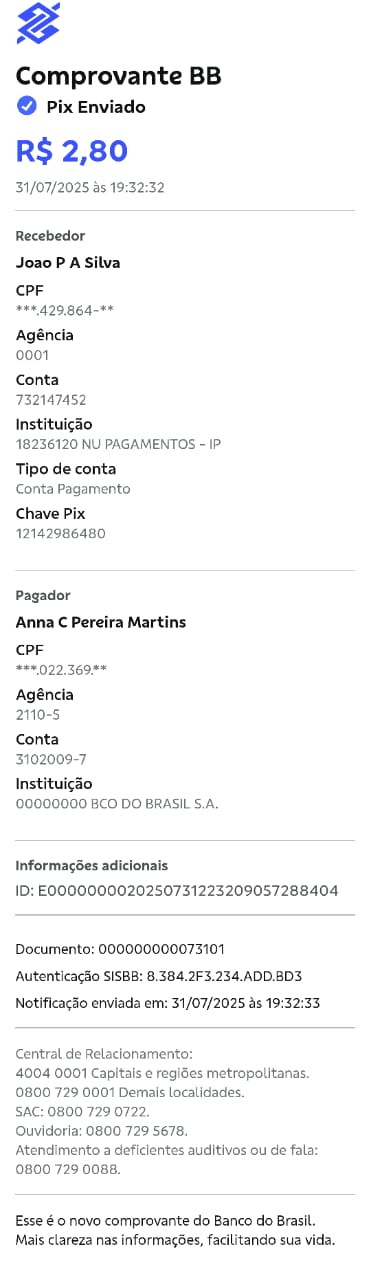 Comprovante BB
Pix Enviado
R$ 2,80
31/07/2025 às 19:32:32
Recebedor
Joao P A Silva
CPF
***.429.864-**
Agência
0001
Conta
732147452
Instituição
18236120 NU PAGAMENTOS - IP
Tipo de conta
Conta Pagamento
Chave Pix
12142986480
Pagador
Anna C Pereira Martins
CPF
***.022.369.**
Agência
2110-5
Conta
3102009-7
Instituição
00000000 BCO DO BRASIL S.A.
Informações adicionais
ID: E00000000202507312232090572884​04
Documento: 000000000073101
Autenticação SISBB: 8.384.2F3.234.ADD.BD3
Notificação enviada em: 31/07/2025 às 19:32:33
Central de Relacionamento:
4004 0001 Capitais e regiões metropolitanas.
0800 729 0001 Demais localidades.
SAC: 0800 729 0722.
Ouvidoria: 0800 729 5678.
Atendimento a deficientes auditivos ou de fala:
0800 729 0088.
Esse é o novo comprovante do Banco do Brasil.
Mais clareza nas informações, facilitando sua vida.